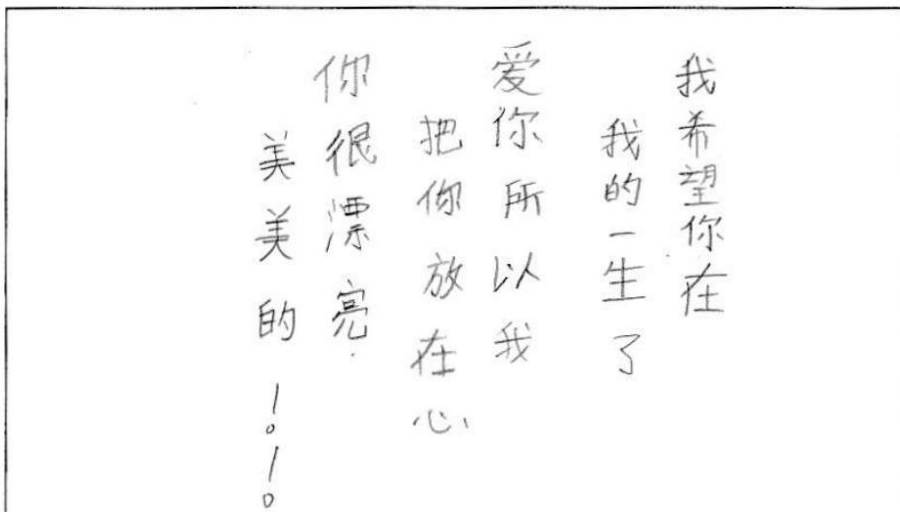 我希望你在
我的一生了
爱你所以我
把你放在心
你很漂亮.
美美的！！